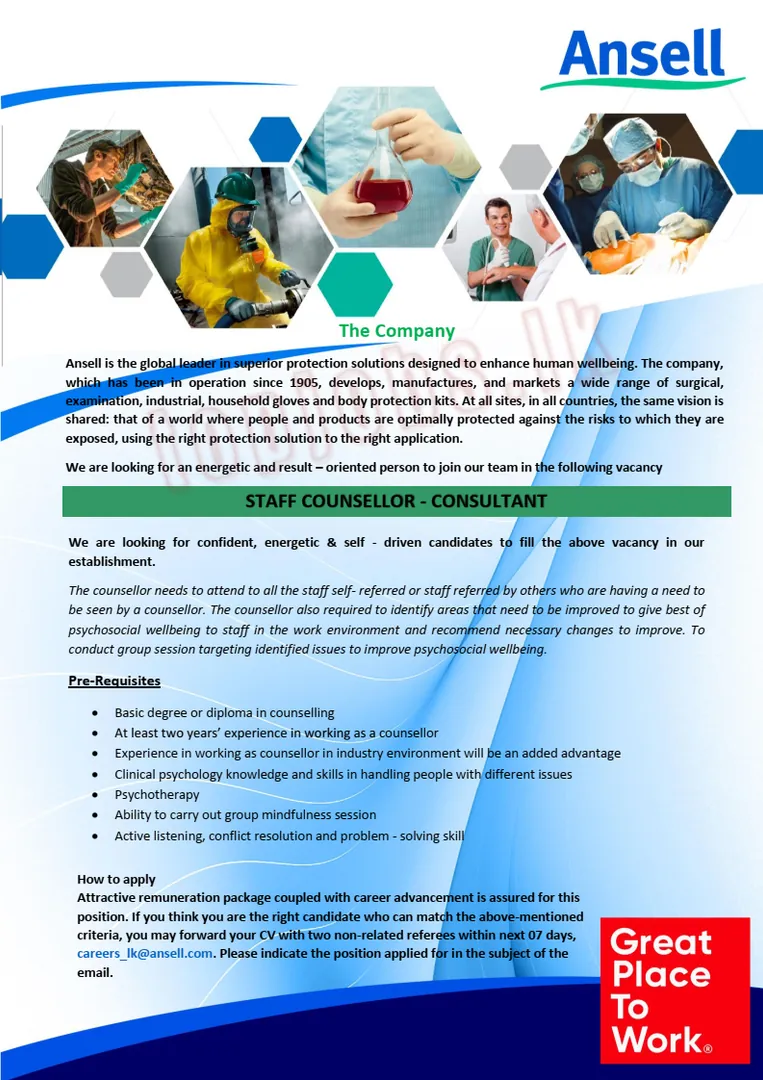 Ansell
The Company
Ansell is the global leader in superior protection solutions designed to enhance human wellbeing. The company,
which has been in operation since 1905, develops, manufactures, and markets a wide range of surgical,
examination, industrial, household gloves and body protection kits. At all sites, in all countries, the same vision is
shared: that of a world where people and products are optimally protected against the risks to which they are
exposed, using the right protection solution to the right application.
We are looking for an energetic and result – oriented person to join our team in the following vacancy
STAFF COUNSELLOR - CONSULTANT
We are looking for confident, energetic & self - driven candidates to fill the above vacancy in our
establishment.
The counsellor needs to attend to all the staff self- referred or staff referred by others who are having a need to
be seen by a counsellor. The counsellor also required to identify areas that need to be improved to give best of
psychosocial wellbeing to staff in the work environment and recommend necessary changes to improve. To
conduct group session targeting identified issues to improve psychosocial wellbeing.
Pre-Requisites
• Basic degree or diploma in counselling
• At least two years’ experience in working as a counsellor
• Experience in working as counsellor in industry environment will be an added advantage
• Clinical psychology knowledge and skills in handling people with different issues
• Psychotherapy
• Ability to carry out group mindfulness session
• Active listening, conflict resolution and problem - solving skill
How to apply
Attractive remuneration package coupled with career advancement is assured for this
position. If you think you are the right candidate who can match the above-mentioned
criteria, you may forward your CV with two non-related referees within next 07 days,
careers_lk@ansell.com. Please indicate the position applied for in the subject of the
email.
Great
Place
To
Work®